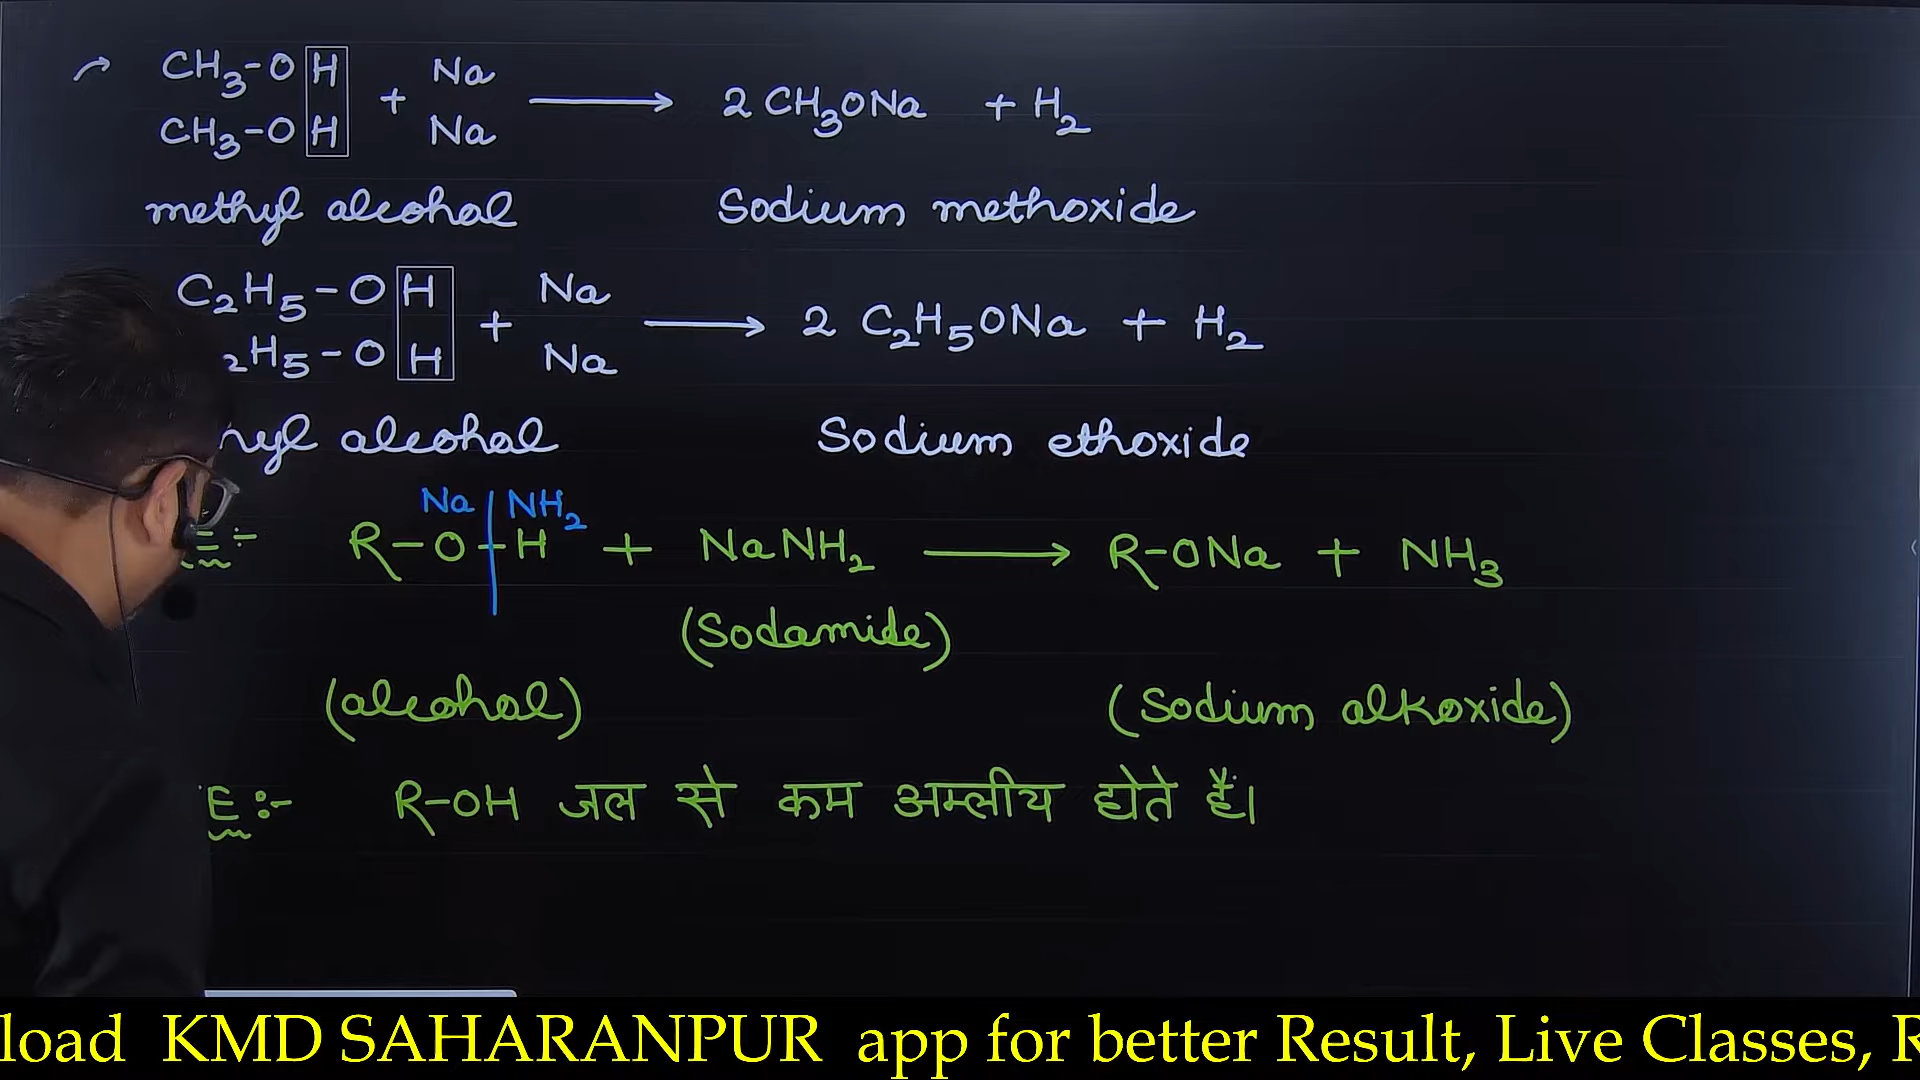 CH₃-OH + Na ⟶ 2 CH₃ONa + H₂
CH₃-OH Na
methyl alcohol Sodium methoxide
C₂H₅-OH + Na ⟶ 2 C₂H₅ONa + H₂
₂H₅-OH Na
hyl alcohol Sodium ethoxide
Na NH₂
E :- R-O-H + NaNH₂ ⟶ R-ONa + NH₃
(Sodamide)
(alcohol) (Sodium alkoxide)
E :- R-OH जल से कम अम्लीय होते हैं।
load KMD SAHARANPUR app for better Result, Live Classes, R